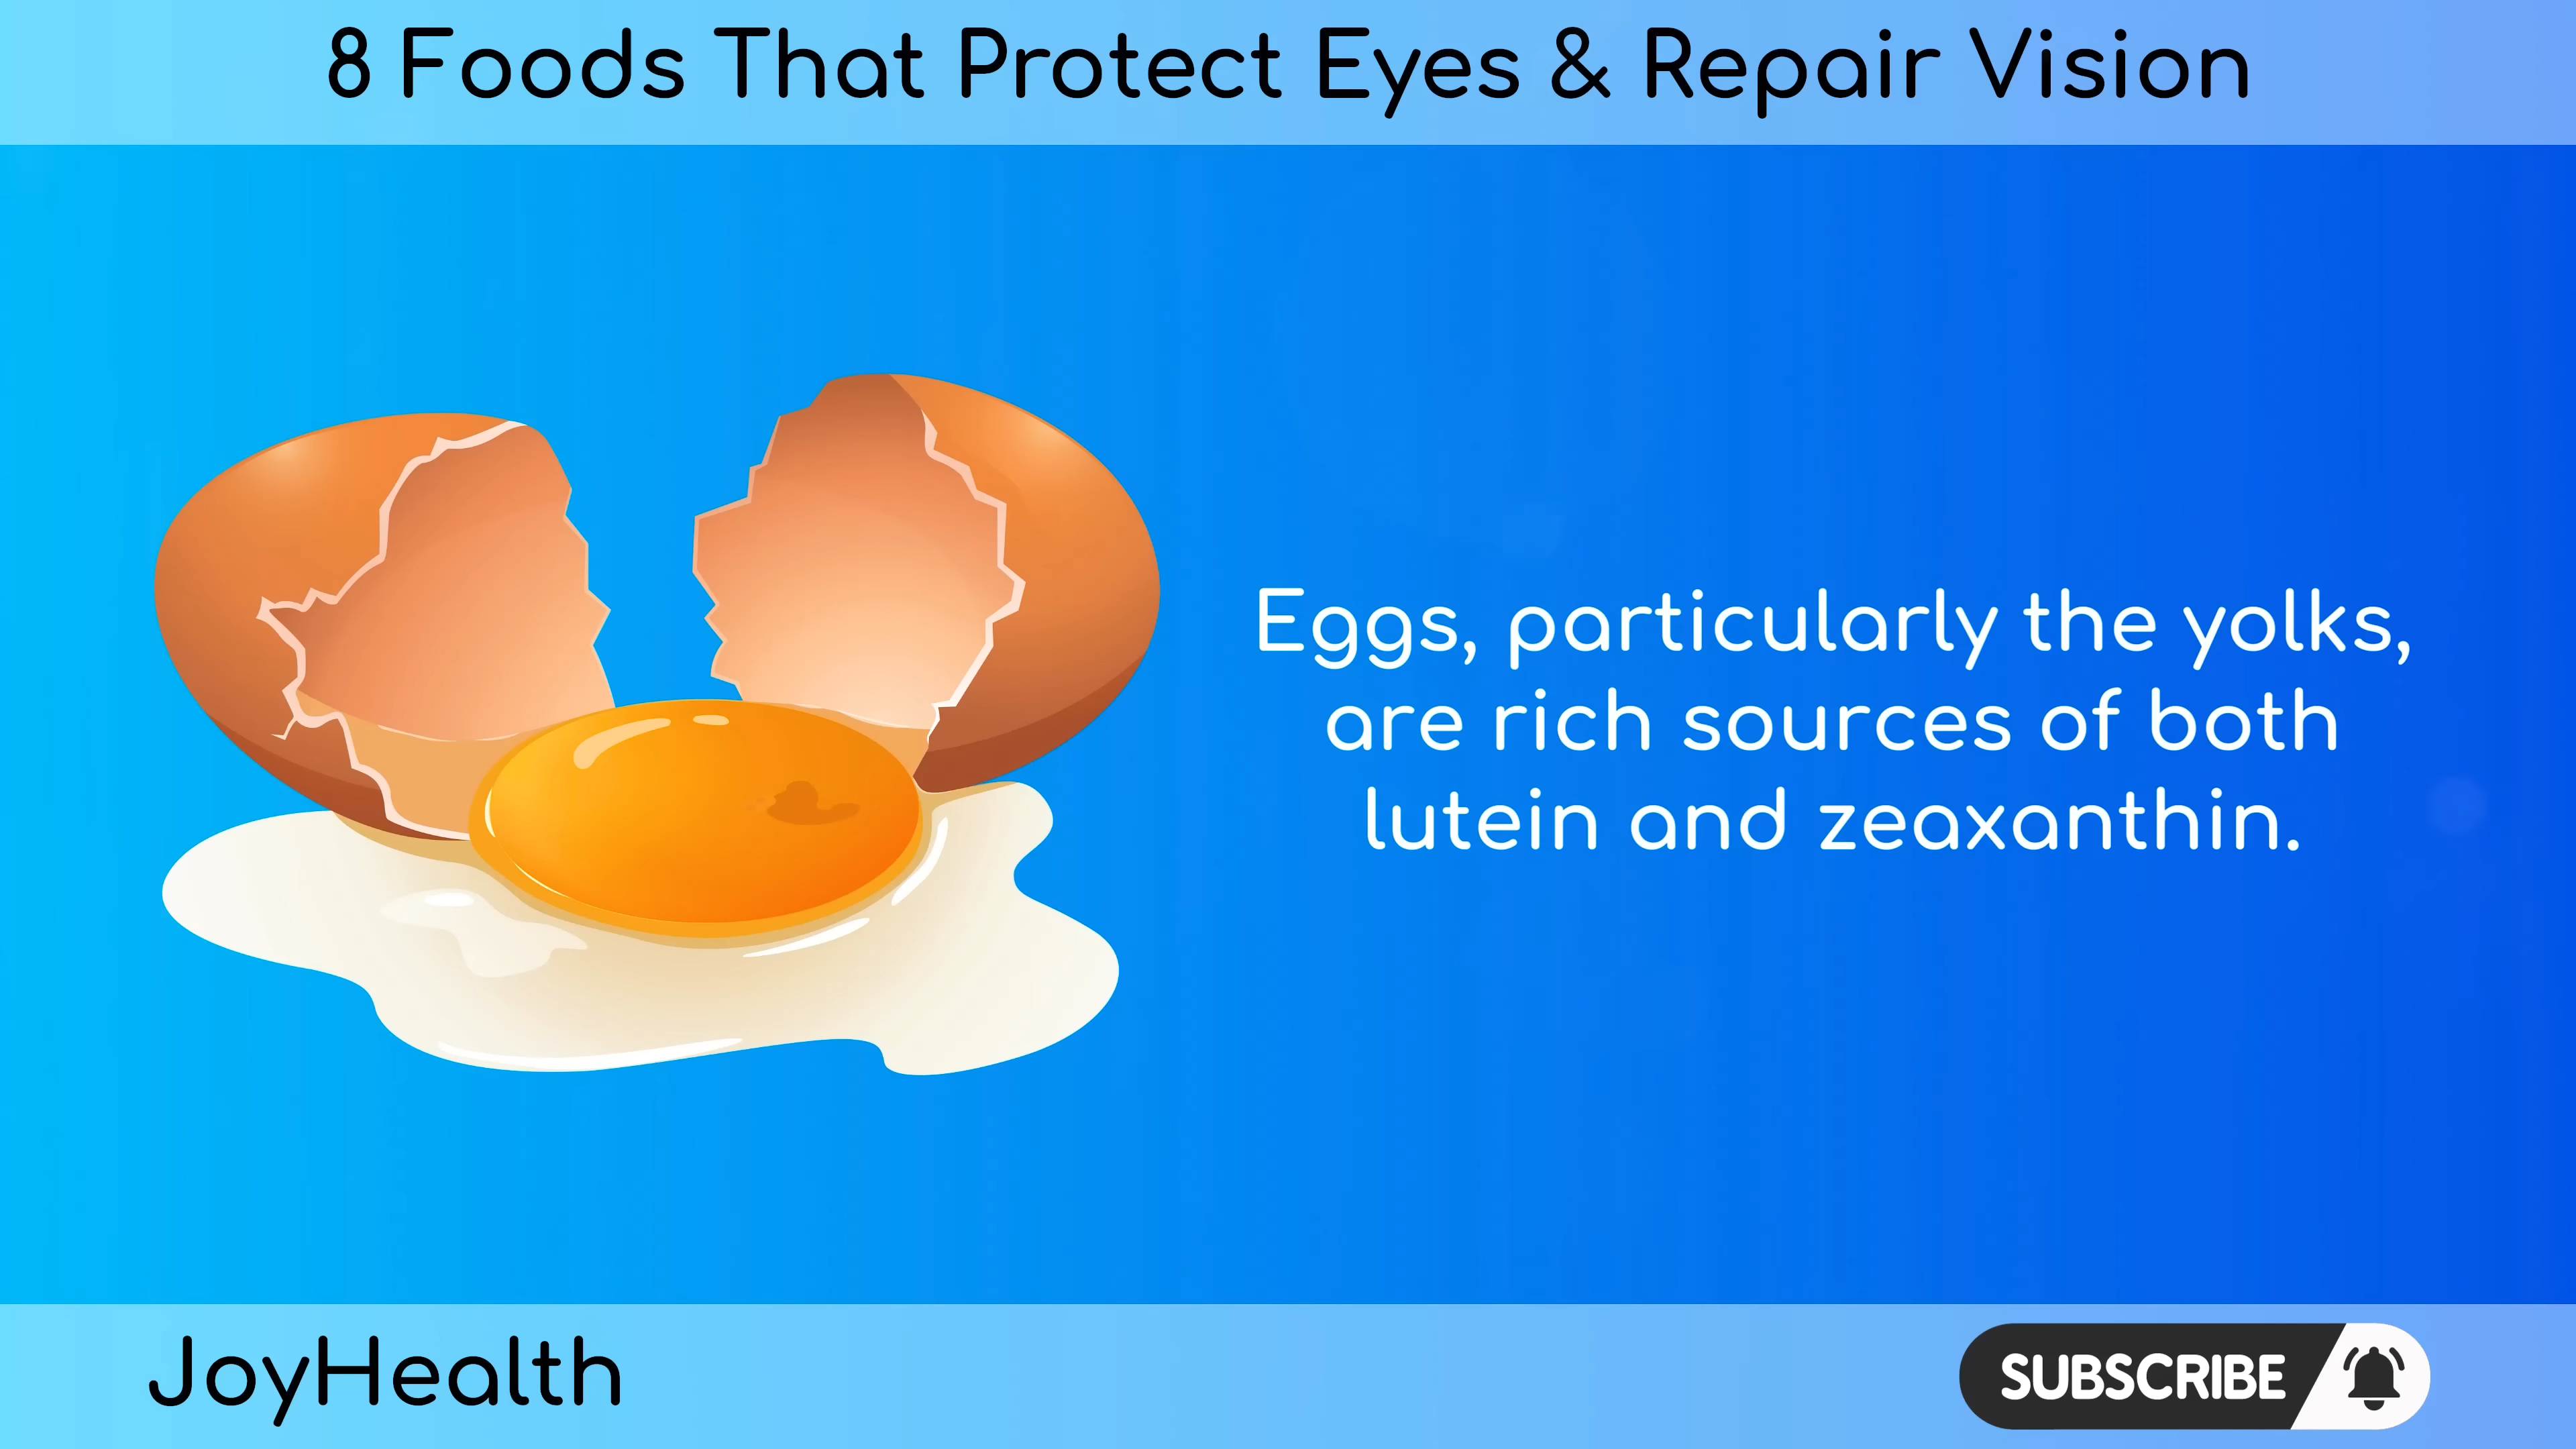 8 Foods That Protect Eyes & Repair Vision
Eggs, particularly the yolks,
are rich sources of both
lutein and zeaxanthin.
JoyHealth
SUBSCRIBE